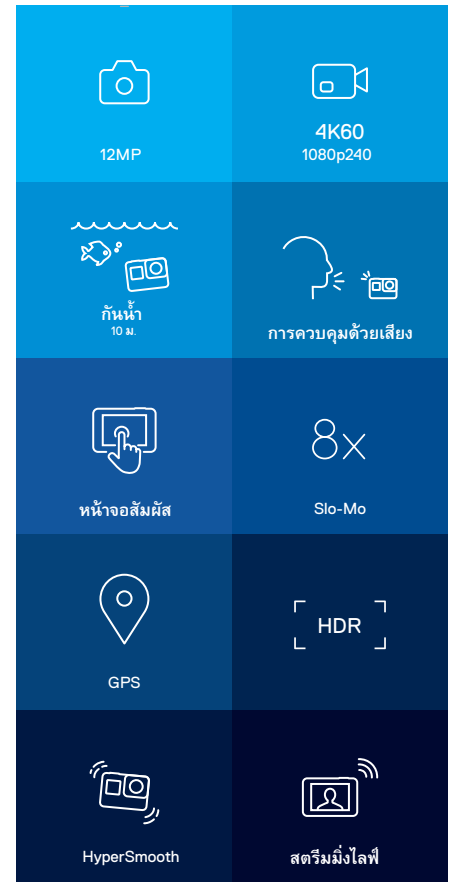 12MP
4K60
1080p240
กันน้ำ
10 ม.
การควบคุมด้วยเสียง
หน้าจอสัมผัส
8x
Slo-Mo
GPS
HDR
HyperSmooth
สตรีมมิ่งไลฟ์